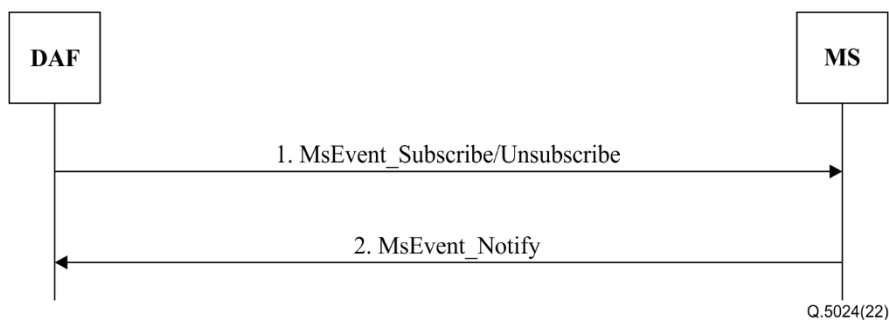 DAF
MS
1. MsEvent_Subscribe/Unsubscribe
2. MsEvent_Notify
Q.5024(22)